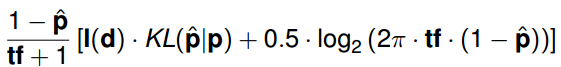 1 − p̂ / tf + 1 [l(d) · KL(p̂|p) + 0.5 · log₂ (2π · tf · (1 − p̂))]